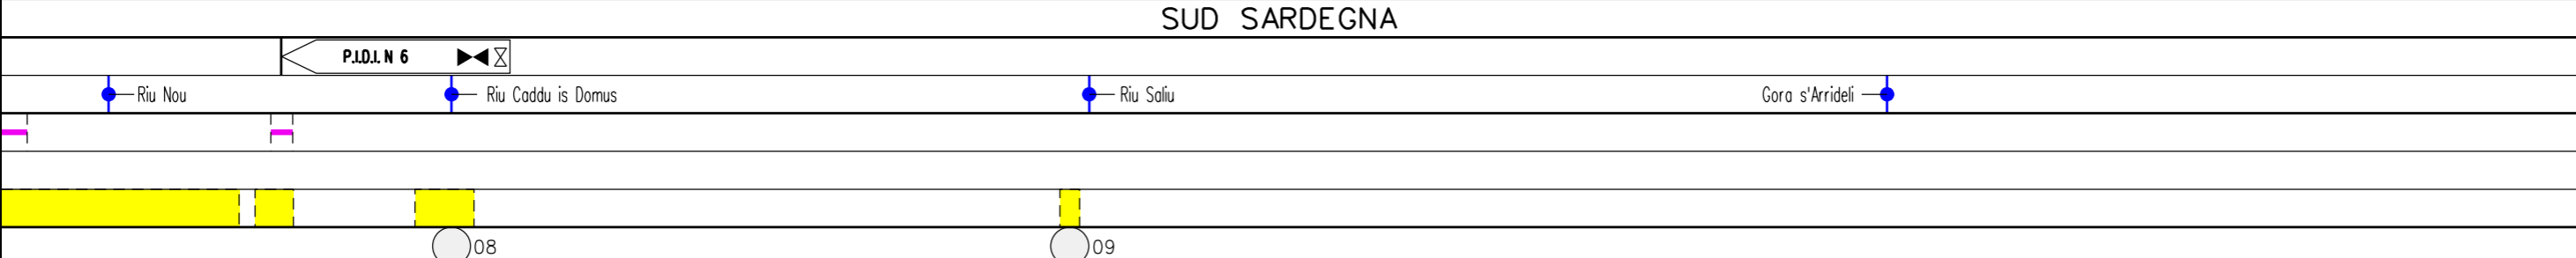 SUD SARDEGNA
P.I.D.I. N 6
Riu Nou
Riu Caddu is Domus
Riu Saliu
Gora s'Arrideli
08
09